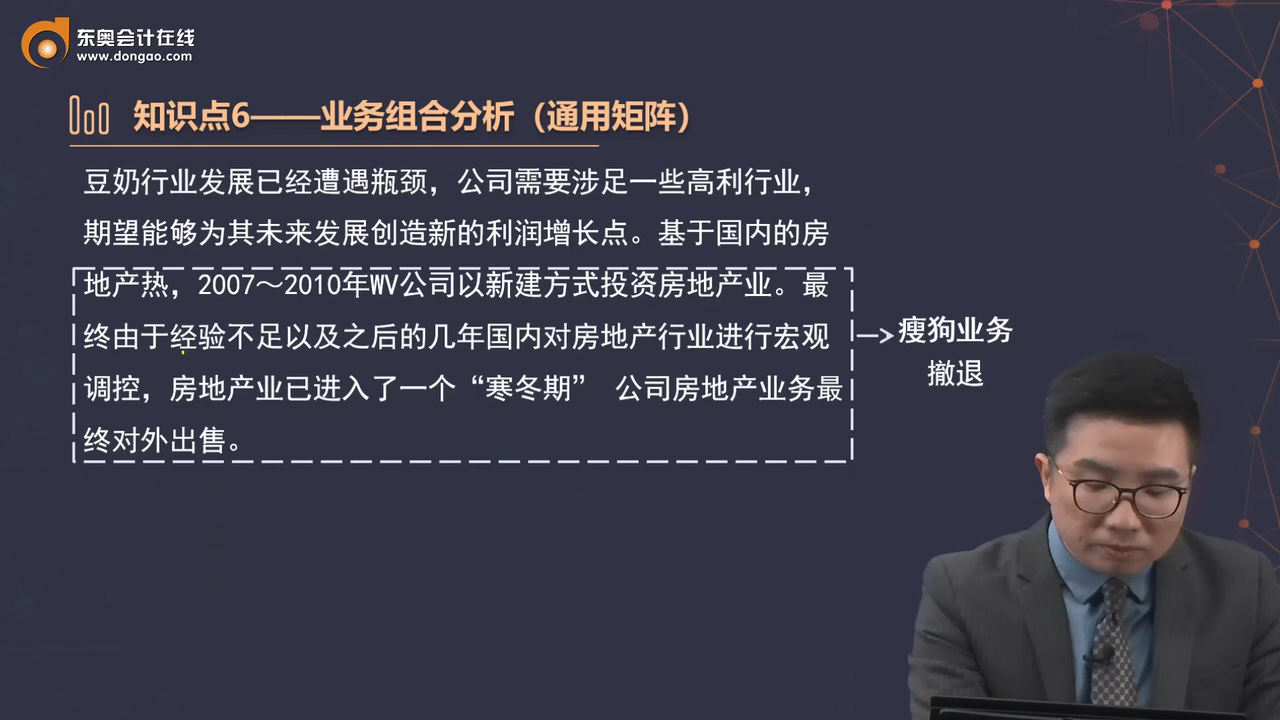 东奥会计在线
www.dongao.com
知识点6——业务组合分析（通用矩阵）
豆奶行业发展已经遭遇瓶颈，公司需要涉足一些高利行业，
期望能够为其未来发展创造新的利润增长点。基于国内的房
地产热，2007～2010年WV公司以新建方式投资房地产业。最
终由于经验不足以及之后的几年国内对房地产行业进行宏观
调控，房地产业已进入了一个“寒冬期” 公司房地产业务最
终对外出售。
瘦狗业务
撤退